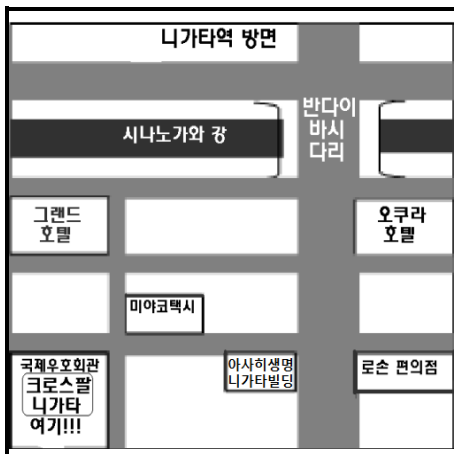 니가타역 방면
반다이
바시
다리
시나노가와 강
그랜드
호텔
오쿠라
호텔
미야코택시
국제우호회관
크로스팔
니가타
여기!!!
아사히생명
니가타빌딩
로손 편의점